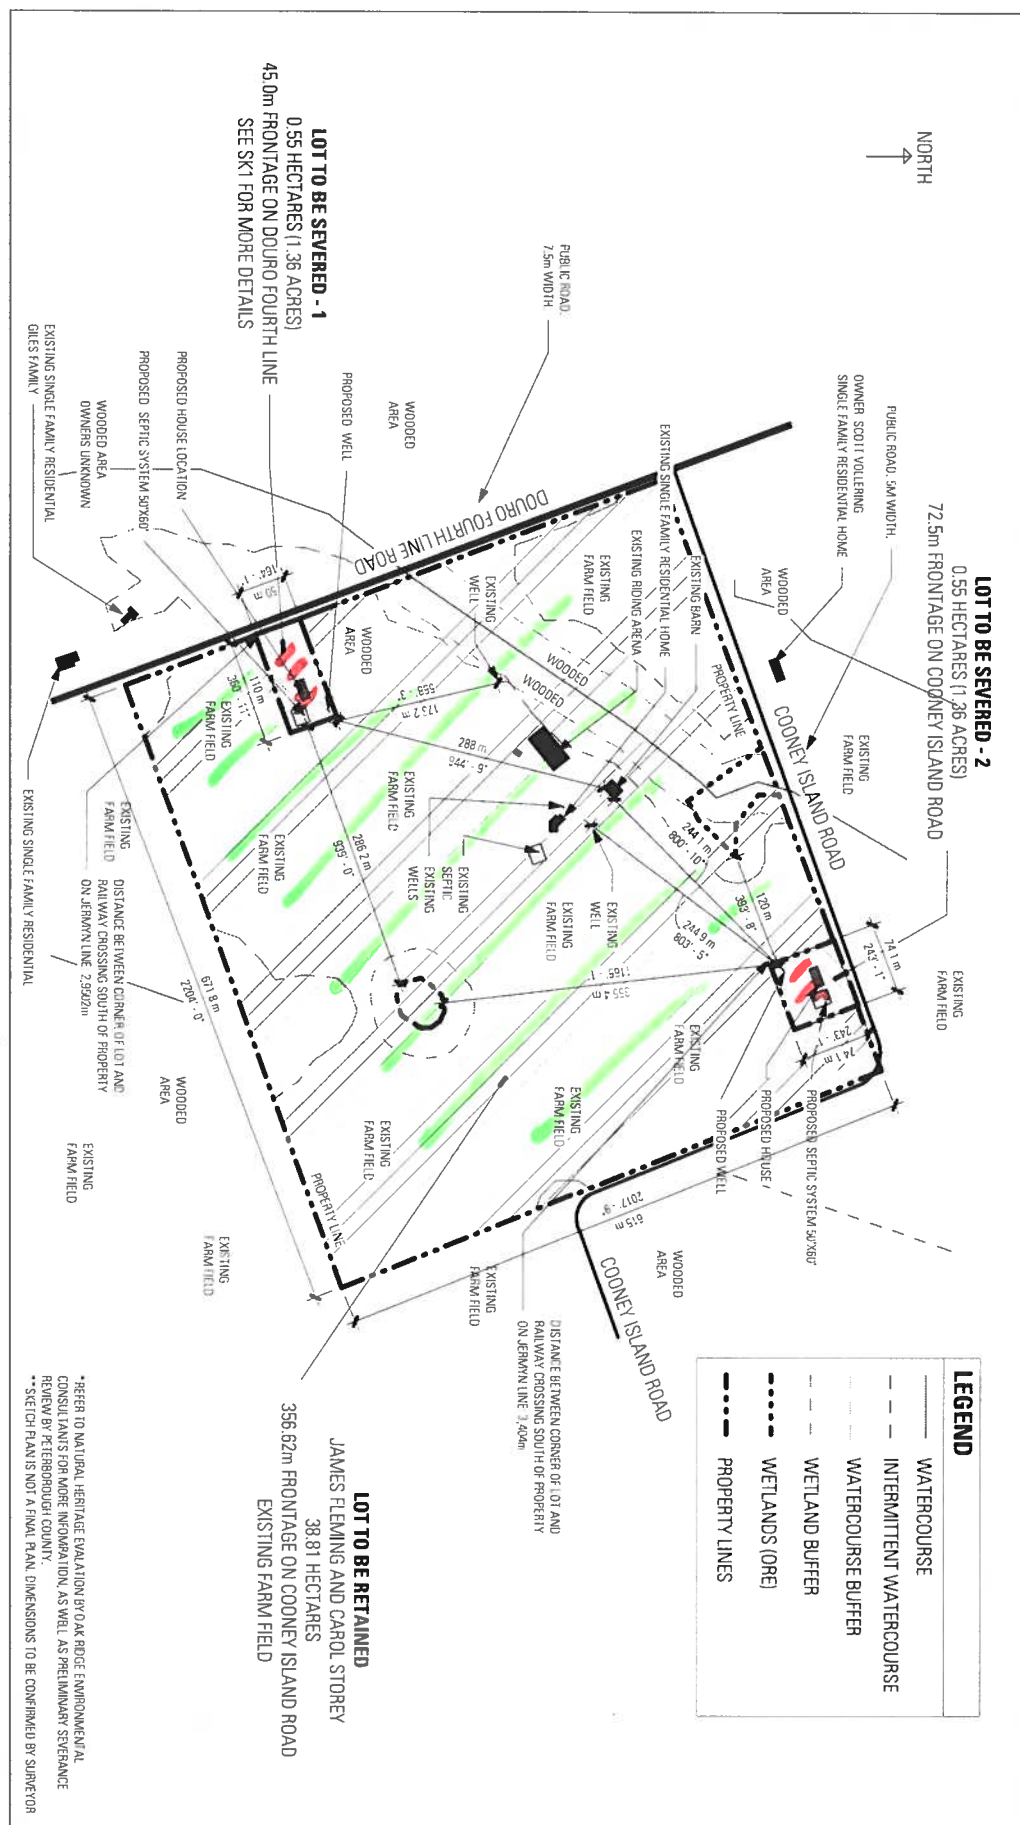 NORTH
LOT TO BE SEVERED - 1
0.55 HECTARES (1.36 ACRES)
45.0m FRONTAGE ON DOURO FOURTH LINE
SEE SK1 FOR MORE DETAILS
LOT TO BE SEVERED - 2
0.55 HECTARES (1.36 ACRES)
72.5m FRONTAGE ON COONEY ISLAND ROAD
PUBLIC ROAD.
7.5m WIDTH.
PUBLIC ROAD. 5M WIDTH.
OWNER SCOTT VOLLERING
SINGLE FAMILY RESIDENTIAL HOME
WOODED
AREA
PROPOSED WELL
PROPOSED HOUSE LOCATION
PROPOSED SEPTIC SYSTEM 50'X60'
WOODED AREA
OWNERS UNKNOWN
EXISTING SINGLE FAMILY RESIDENTIAL
GILES FAMILY
EXISTING SINGLE FAMILY RESIDENTIAL
DOURO FOURTH LINE ROAD
COONEY ISLAND ROAD
WOODED
AREA
EXISTING
FARM FIELD
EXISTING
FARM FIELD
PROPERTY LINE
EXISTING BARN
EXISTING SINGLE FAMILY RESIDENTIAL HOME
EXISTING RIDING ARENA
EXISTING
FARM FIELD
EXISTING
WELL
WOODED
WOODED
WOODED
AREA
164' - 1"
50 m
110 m
EXISTING
FARM FIELD
568' - 3"
173.2 m
288 m
944' - 9"
286.2 m
939' - 0"
244.1 m
800' - 10"
120 m
393' - 8"
244.9 m
803' - 5"
355.4 m
74.1 m
243' - 1"
243' - 1"
74.1 m
EXISTING
FARM FIELD
EXISTING
SEPTIC
EXISTING
WELLS
EXISTING
WELL
EXISTING
FARM FIELD
EXISTING
FARM FIELD
EXISTING
FARM FIELD
EXISTING
FARM FIELD
EXISTING
FARM FIELD
EXISTING
FARM FIELD
671.8 m
2204' - 0"
615 m
2017' - 9"
PROPOSED SEPTIC SYSTEM 50'X60'
PROPOSED HOUSE
PROPOSED WELL
DISTANCE BETWEEN CORNER OF LOT AND
RAILWAY CROSSING SOUTH OF PROPERTY
WOODED
AREA
EXISTING
FARM FIELD
EXISTING
FARM FIELD
PROPERTY LINE
EXISTING
FARM FIELD
WOODED
AREA
COONEY ISLAND ROAD
DISTANCE BETWEEN CORNER OF LOT AND
RAILWAY CROSSING SOUTH OF PROPERTY
ON JERMYN LINE 3,404m
LEGEND
WATERCOURSE
INTERMITTENT WATERCOURSE
WATERCOURSE BUFFER
WETLAND BUFFER
WETLANDS (ORE)
PROPERTY LINES
LOT TO BE RETAINED
JAMES FLEMING AND CAROL STOREY
38.81 HECTARES
356.62m FRONTAGE ON COONEY ISLAND ROAD
EXISTING FARM FIELD
*REFER TO NATURAL HERITAGE EVALATION BY OAK RIDGE ENVIRONMENTAL
CONSULTANTS FOR MORE INFOMRATION, AS WELL AS PRELIMINARY SEVERANCE
REVIEW BY PETERBOROUGH COUNTY.
**SKETCH PLAN IS NOT A FINAL PLAN. DIMENSIONS TO BE CONFIRMED BY SURVEYOR